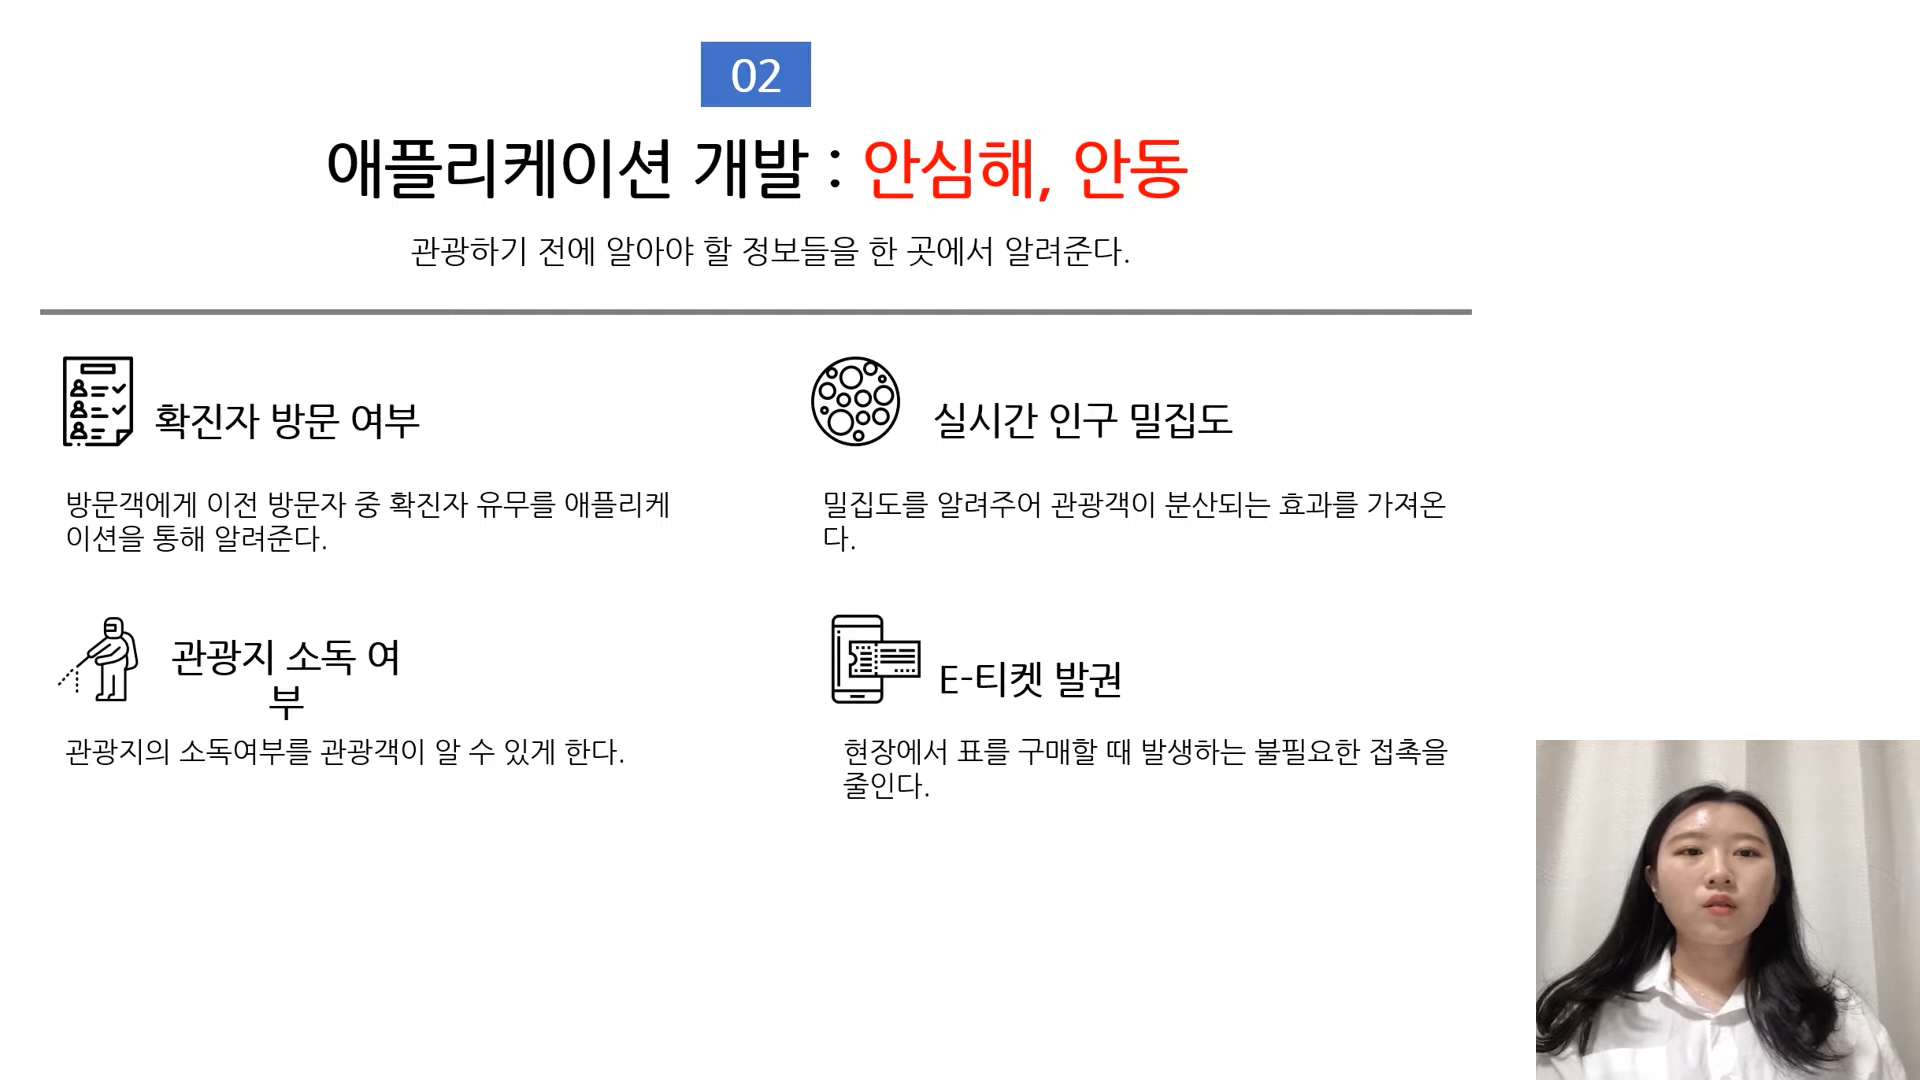 02
애플리케이션 개발 : 안심해, 안동
관광하기 전에 알아야 할 정보들을 한 곳에서 알려준다.
확진자 방문 여부
방문객에게 이전 방문자 중 확진자 유무를 애플리케
이션을 통해 알려준다.
실시간 인구 밀집도
밀집도를 알려주어 관광객이 분산되는 효과를 가져온
다.
관광지 소독 여
부
관광지의 소독여부를 관광객이 알 수 있게 한다.
E-티켓 발권
현장에서 표를 구매할 때 발생하는 불필요한 접촉을
줄인다.